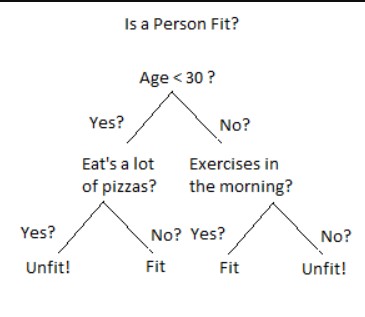 Is a Person Fit?
Age < 30 ?
Yes?
No?
Eat's a lot
of pizzas?
Exercises in
the morning?
Yes?
No?
Yes?
No?
Unfit!
Fit
Fit
Unfit!